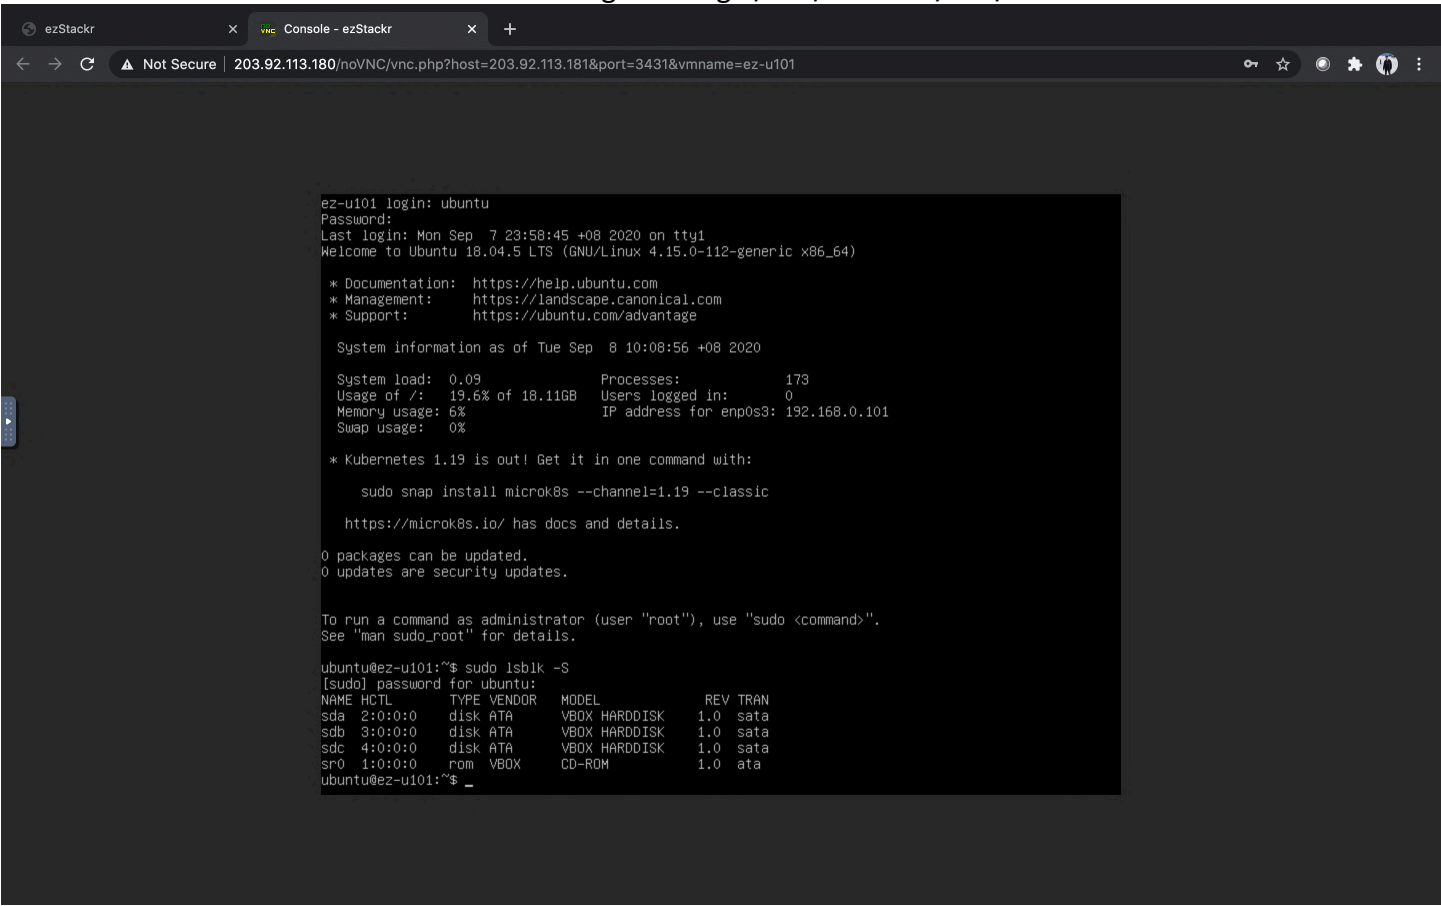 ezStackr
Console - ezStackr
Not Secure | 203.92.113.180/noVNC/vnc.php?host=203.92.113.181&port=3431&vmname=ez-u101
ez-u101 login: ubuntu
Password:
Last login: Mon Sep  7 23:58:45 +08 2020 on tty1
Welcome to Ubuntu 18.04.5 LTS (GNU/Linux 4.15.0-112-generic x86_64)
* Documentation:  https://help.ubuntu.com
* Management:     https://landscape.canonical.com
* Support:        https://ubuntu.com/advantage
System information as of Tue Sep  8 10:08:56 +08 2020
System load:  0.09               Processes:             173
Usage of /:   19.6% of 18.11GB   Users logged in:       0
Memory usage: 6%                 IP address for enp0s3: 192.168.0.101
Swap usage:   0%
* Kubernetes 1.19 is out! Get it in one command with:
sudo snap install microk8s --channel=1.19 --classic
https://microk8s.io/ has docs and details.
0 packages can be updated.
0 updates are security updates.
To run a command as administrator (user "root"), use "sudo <command>".
See "man sudo_root" for details.
ubuntu@ez-u101:~$ sudo lsblk -S
[sudo] password for ubuntu:
NAME HCTL       TYPE VENDOR   MODEL             REV TRAN
sda  2:0:0:0    disk ATA      VBOX HARDDISK    1.0  sata
sdb  3:0:0:0    disk ATA      VBOX HARDDISK    1.0  sata
sdc  4:0:0:0    disk ATA      VBOX HARDDISK    1.0  sata
sr0  1:0:0:0    rom  VBOX     CD-ROM           1.0  ata
ubuntu@ez-u101:~$ _